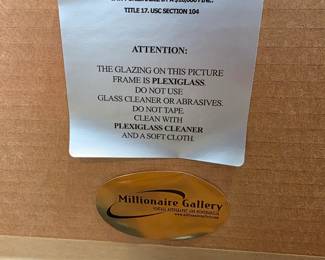 TITLE 17. USC SECTION 104
ATTENTION:
THE GLAZING ON THIS PICTURE
FRAME IS PLEXIGLASS.
DO NOT USE
GLASS CLEANER OR ABRASIVES.
DO NOT TAPE.
CLEAN WITH
PLEXIGLASS CLEANER
AND A SOFT CLOTH.
Millionaire Gallery